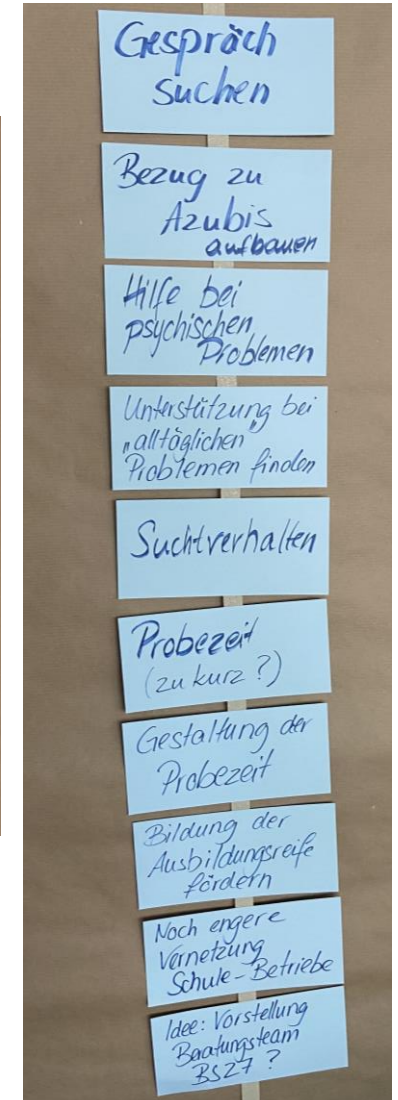 Gespräch
suchen
Bezug zu
Azubis
aufbauen
Hilfe bei
psychischen
Problemen
Unterstützung bei
„alltäglichen"
Problemen finden
Suchtverhalten
Probezeit
(zu kurz?)
Gestaltung der
Probezeit
Bildung der
Ausbildungsreife
fördern
Noch engere
Vernetzung
Schule-Betriebe
Idee: Vorstellung
Beratungsteam
BS27?